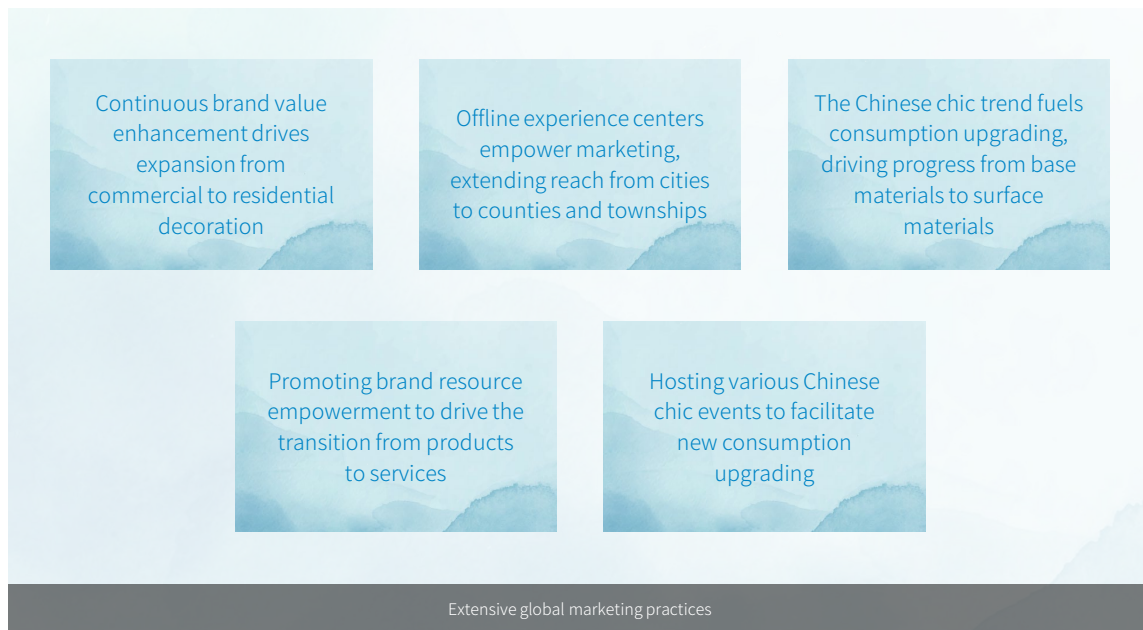 Continuous brand value
enhancement drives
expansion from
commercial to residential
decoration
Offline experience centers
empower marketing,
extending reach from cities
to counties and townships
The Chinese chic trend fuels
consumption upgrading,
driving progress from base
materials to surface
materials
Promoting brand resource
empowerment to drive the
transition from products
to services
Hosting various Chinese
chic events to facilitate
new consumption
upgrading
Extensive global marketing practices